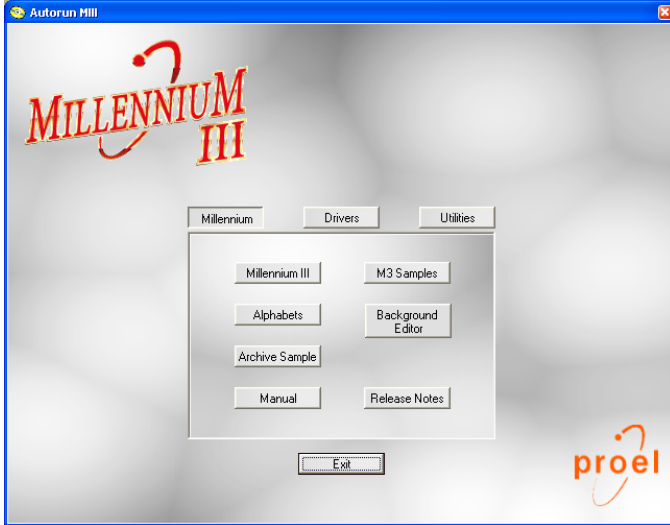 Autorun MIII
MILLENNIUM
III
Millennium
Drivers
Utilities
Millennium III
M3 Samples
Alphabets
Background
Editor
Archive Sample
Manual
Release Notes
Exit
proel